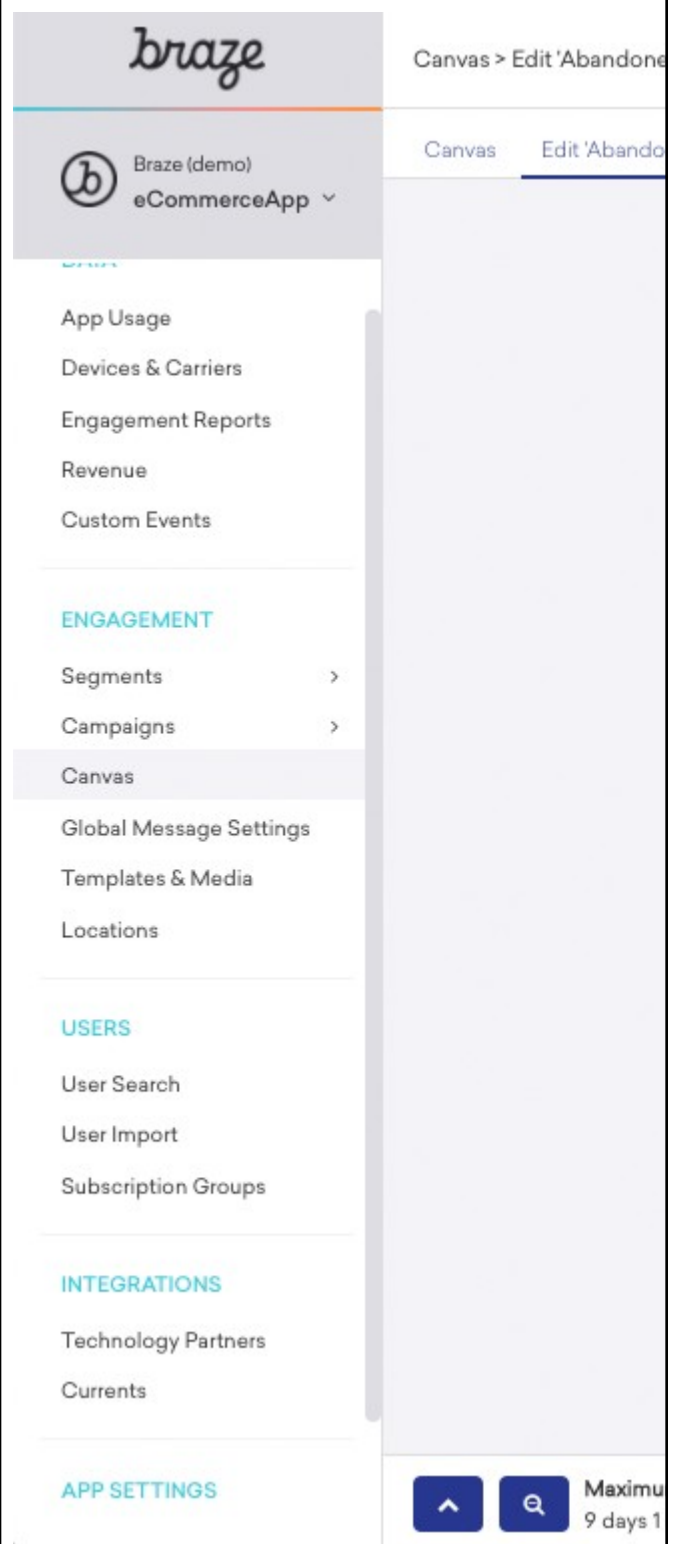 braze
Canvas > Edit 'Abandone
Braze (demo)
eCommerceApp
Canvas Edit 'Abando
DATA
App Usage
Devices & Carriers
Engagement Reports
Revenue
Custom Events
ENGAGEMENT
Segments
Campaigns
Canvas
Global Message Settings
Templates & Media
Locations
USERS
User Search
User Import
Subscription Groups
INTEGRATIONS
Technology Partners
Currents
APP SETTINGS
Maximu
9 days 1